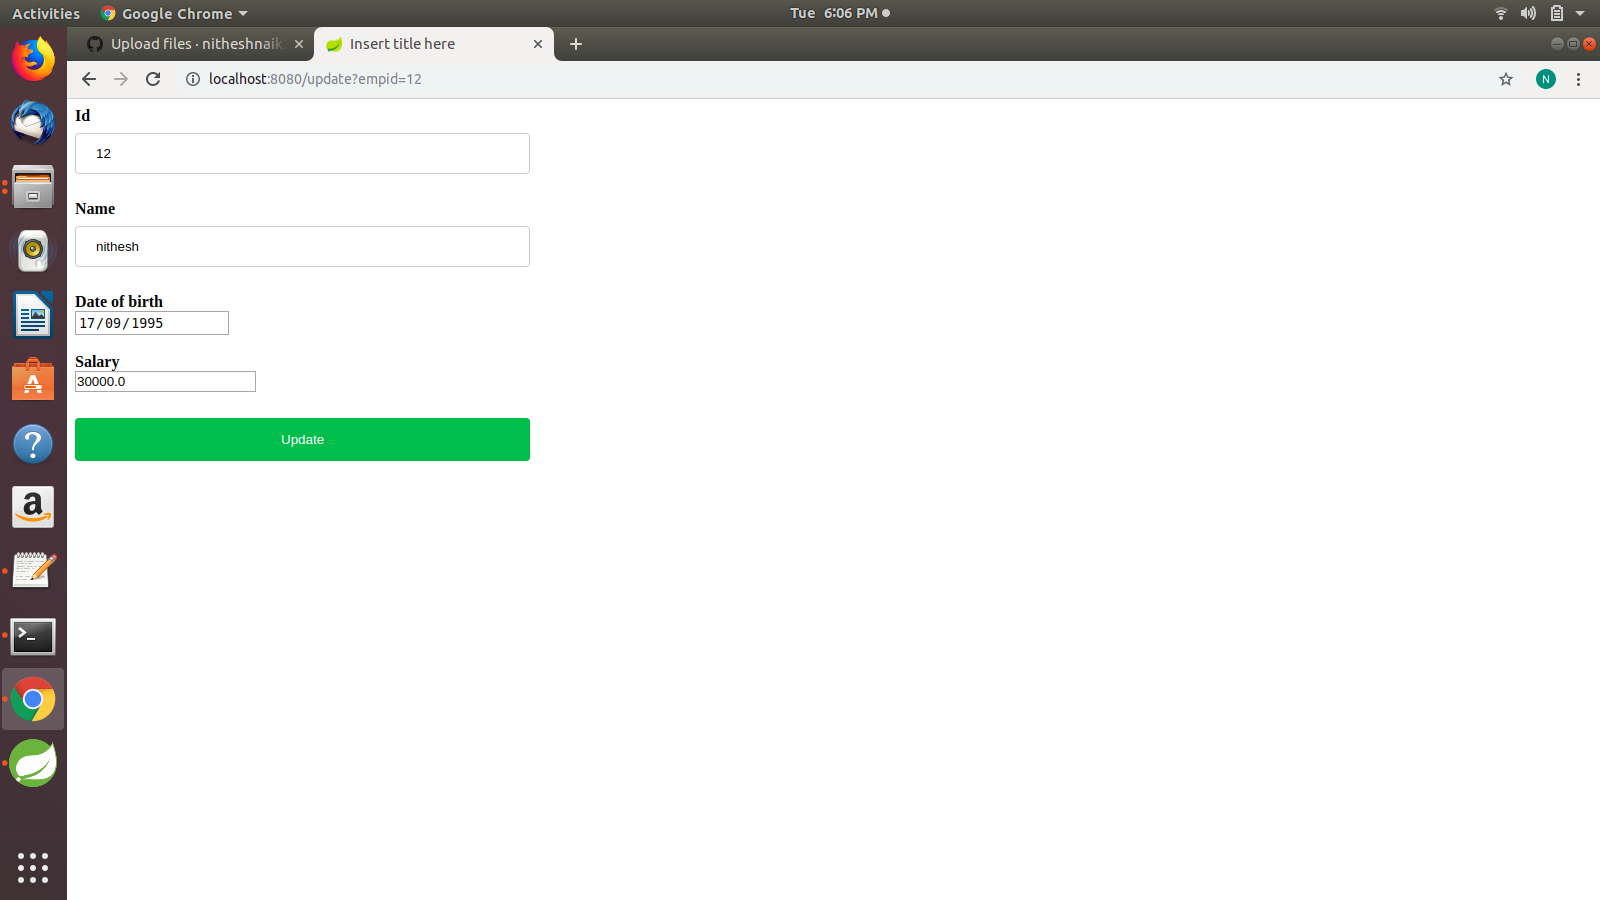 Activities Google Chrome Tue 6:06 PM
Upload files · nitheshnaik Insert title here
localhost:8080/update?empid=12 N
Id
12
Name
nithesh
Date of birth
17/09/1995
Salary
30000.0
Update